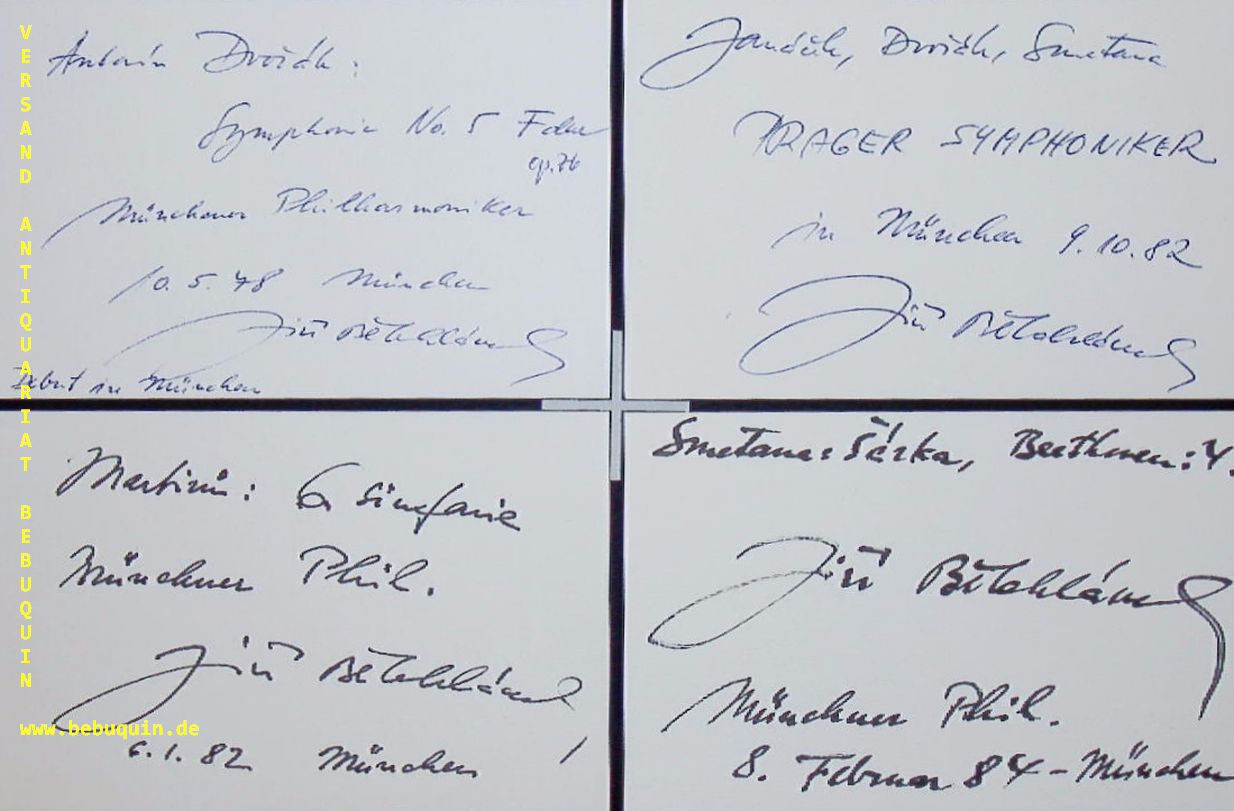 Antonín Dvořák:
Symphonie No. 5 F dur
op. 76
Münchener Philharmoniker
10. 5. 78 München
Jiří Bělohlávek
Debut in München
Janáček, Dvořák, Smetana
PRAGER SYMPHONIKER
in München 9. 10. 82
Jiří Bělohlávek
Martinů: 6. Sinfonie
Münchner Phil.
Jiří Bělohlávek
6. 1. 82 München
Smetana: Šárka, Beethoven: 4.
Jiří Bělohlávek
Münchner Phil.
8. Februar 84 - München
VERSAND ANTIQUARIAT BEBUQUIN
www.bebuquin.de